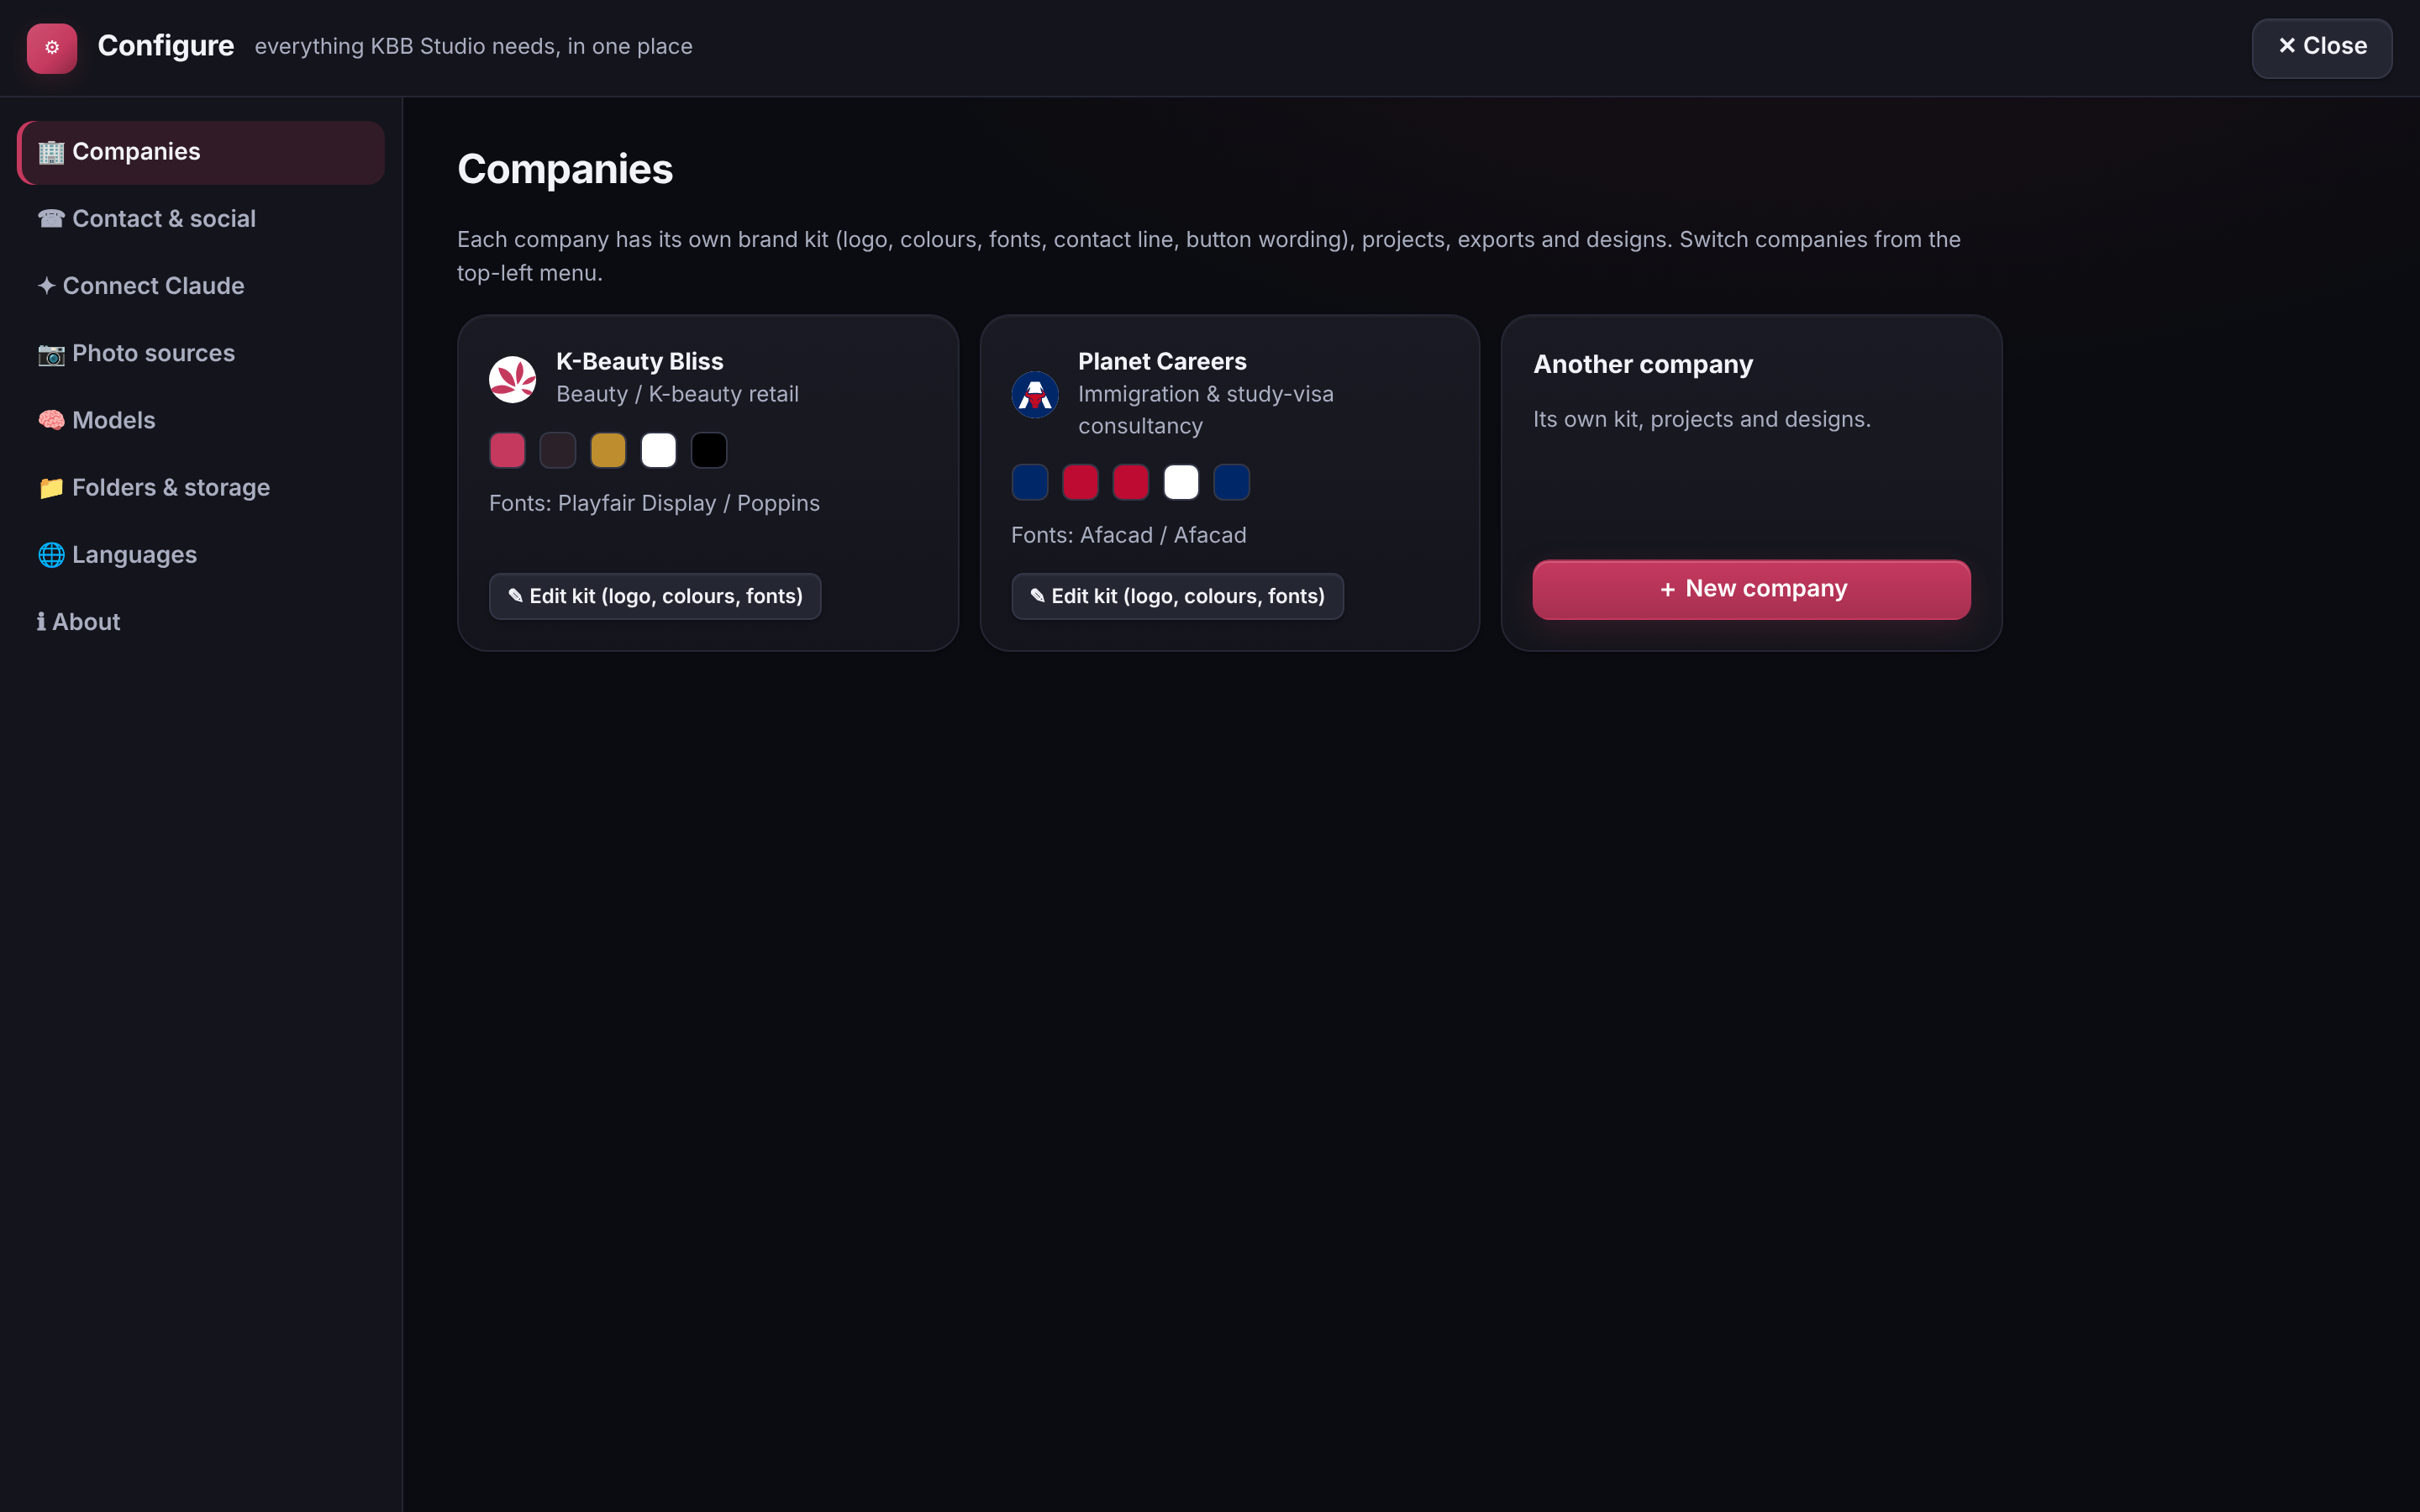 Configure everything KBB Studio needs, in one place
✕ Close
Companies
Contact & social
Connect Claude
Photo sources
Models
Folders & storage
Languages
About
Companies
Each company has its own brand kit (logo, colours, fonts, contact line, button wording), projects, exports and designs. Switch companies from the
top-left menu.
K-Beauty Bliss
Beauty / K-beauty retail
Fonts: Playfair Display / Poppins
✎ Edit kit (logo, colours, fonts)
Planet Careers
Immigration & study-visa
consultancy
Fonts: Afacad / Afacad
✎ Edit kit (logo, colours, fonts)
Another company
Its own kit, projects and designs.
+ New company